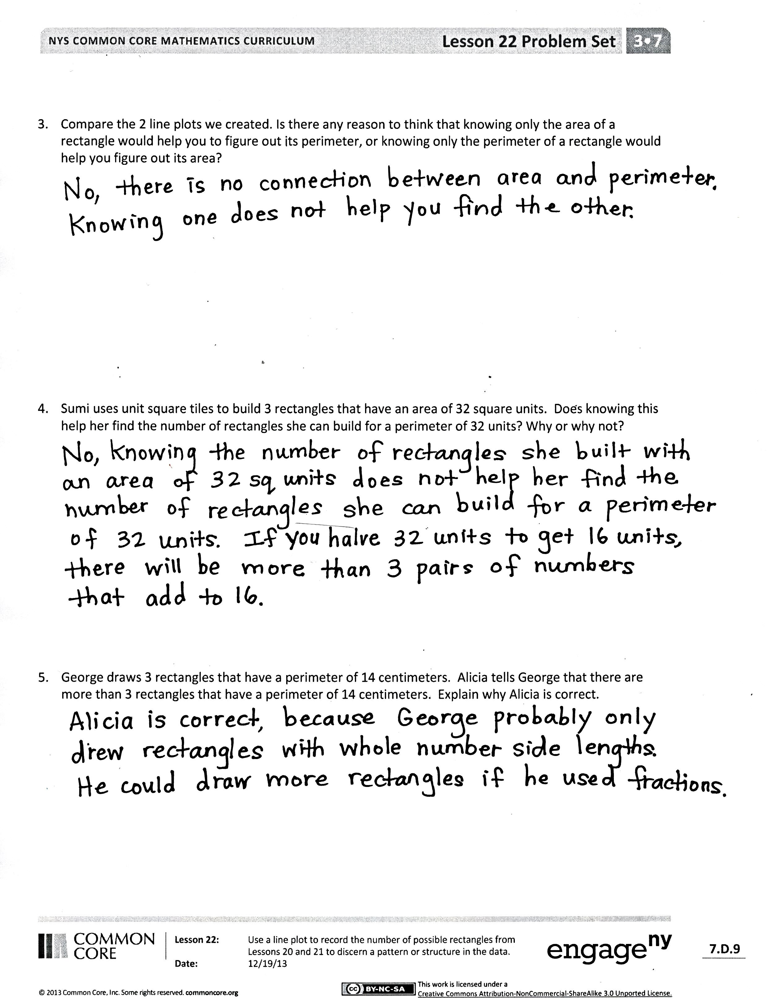 NYS COMMON CORE MATHEMATICS CURRICULUM Lesson 22 Problem Set 3•7
3. Compare the 2 line plots we created. Is there any reason to think that knowing only the area of a
rectangle would help you to figure out its perimeter, or knowing only the perimeter of a rectangle would
help you figure out its area?
No, there is no connection between area and perimeter.
Knowing one does not help you find the other.
4. Sumi uses unit square tiles to build 3 rectangles that have an area of 32 square units. Does knowing this
help her find the number of rectangles she can build for a perimeter of 32 units? Why or why not?
No, knowing the number of rectangles she built with
an area of 32 sq units does not help her find the
number of rectangles she can build for a perimeter
of 32 units. If you halve 32 units to get 16 units,
there will be more than 3 pairs of numbers
that add to 16.
5. George draws 3 rectangles that have a perimeter of 14 centimeters. Alicia tells George that there are
more than 3 rectangles that have a perimeter of 14 centimeters. Explain why Alicia is correct.
Alicia is correct, because George probably only
drew rectangles with whole number side lengths.
He could draw more rectangles if he used fractions.
COMMON
CORE
Lesson 22: Use a line plot to record the number of possible rectangles from
Lessons 20 and 21 to discern a pattern or structure in the data.
Date: 12/19/13
engage ny
7.D.9
© 2013 Common Core, Inc. Some rights reserved. commoncore.org
cc BY-NC-SA
This work is licensed under a
Creative Commons Attribution-NonCommercial-ShareAlike 3.0 Unported License.